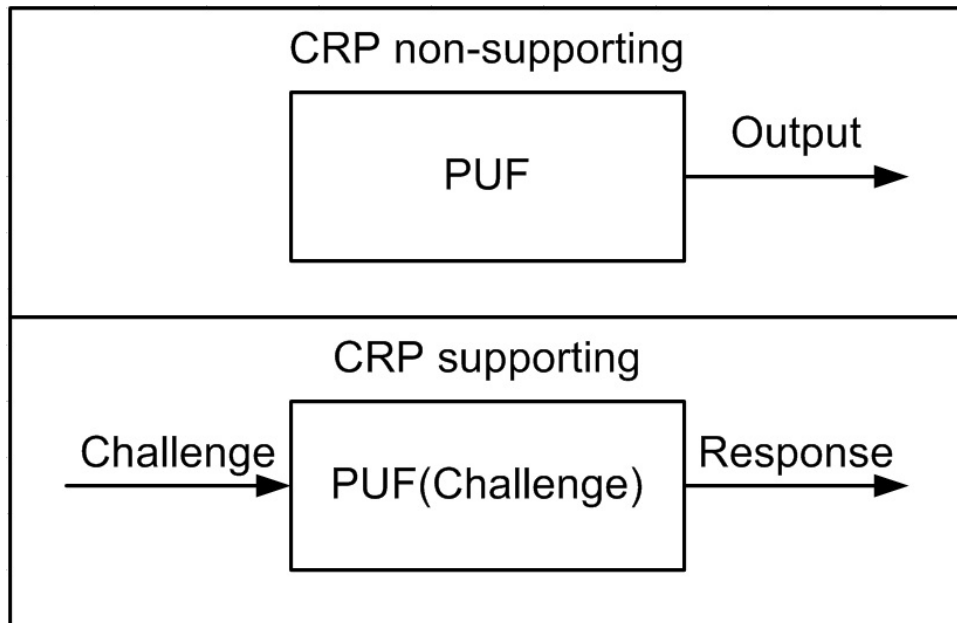 CRP non-supporting
PUF
Output
CRP supporting
Challenge
PUF(Challenge)
Response